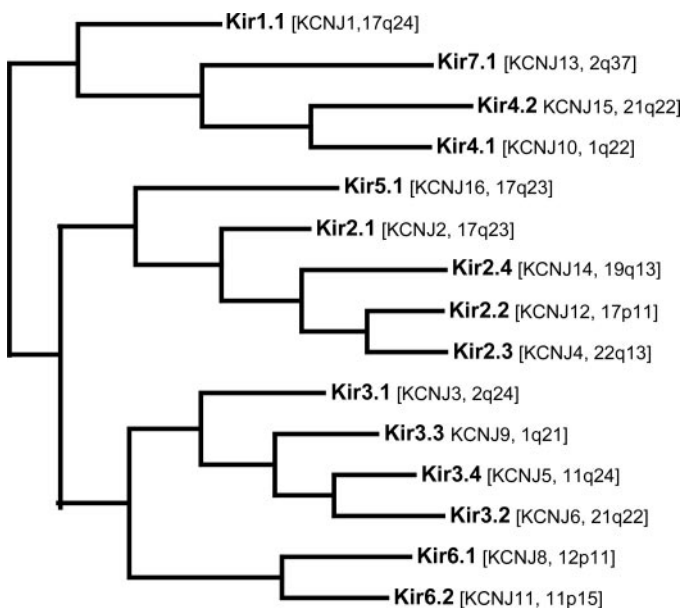 Kir1.1 [KCNJ1,17q24]
Kir7.1 [KCNJ13, 2q37]
Kir4.2 KCNJ15, 21q22]
Kir4.1 [KCNJ10, 1q22]
Kir5.1 [KCNJ16, 17q23]
Kir2.1 [KCNJ2, 17q23]
Kir2.4 [KCNJ14, 19q13]
Kir2.2 [KCNJ12, 17p11]
Kir2.3 [KCNJ4, 22q13]
Kir3.1 [KCNJ3, 2q24]
Kir3.3 KCNJ9, 1q21]
Kir3.4 [KCNJ5, 11q24]
Kir3.2 [KCNJ6, 21q22]
Kir6.1 [KCNJ8, 12p11]
Kir6.2 [KCNJ11, 11p15]